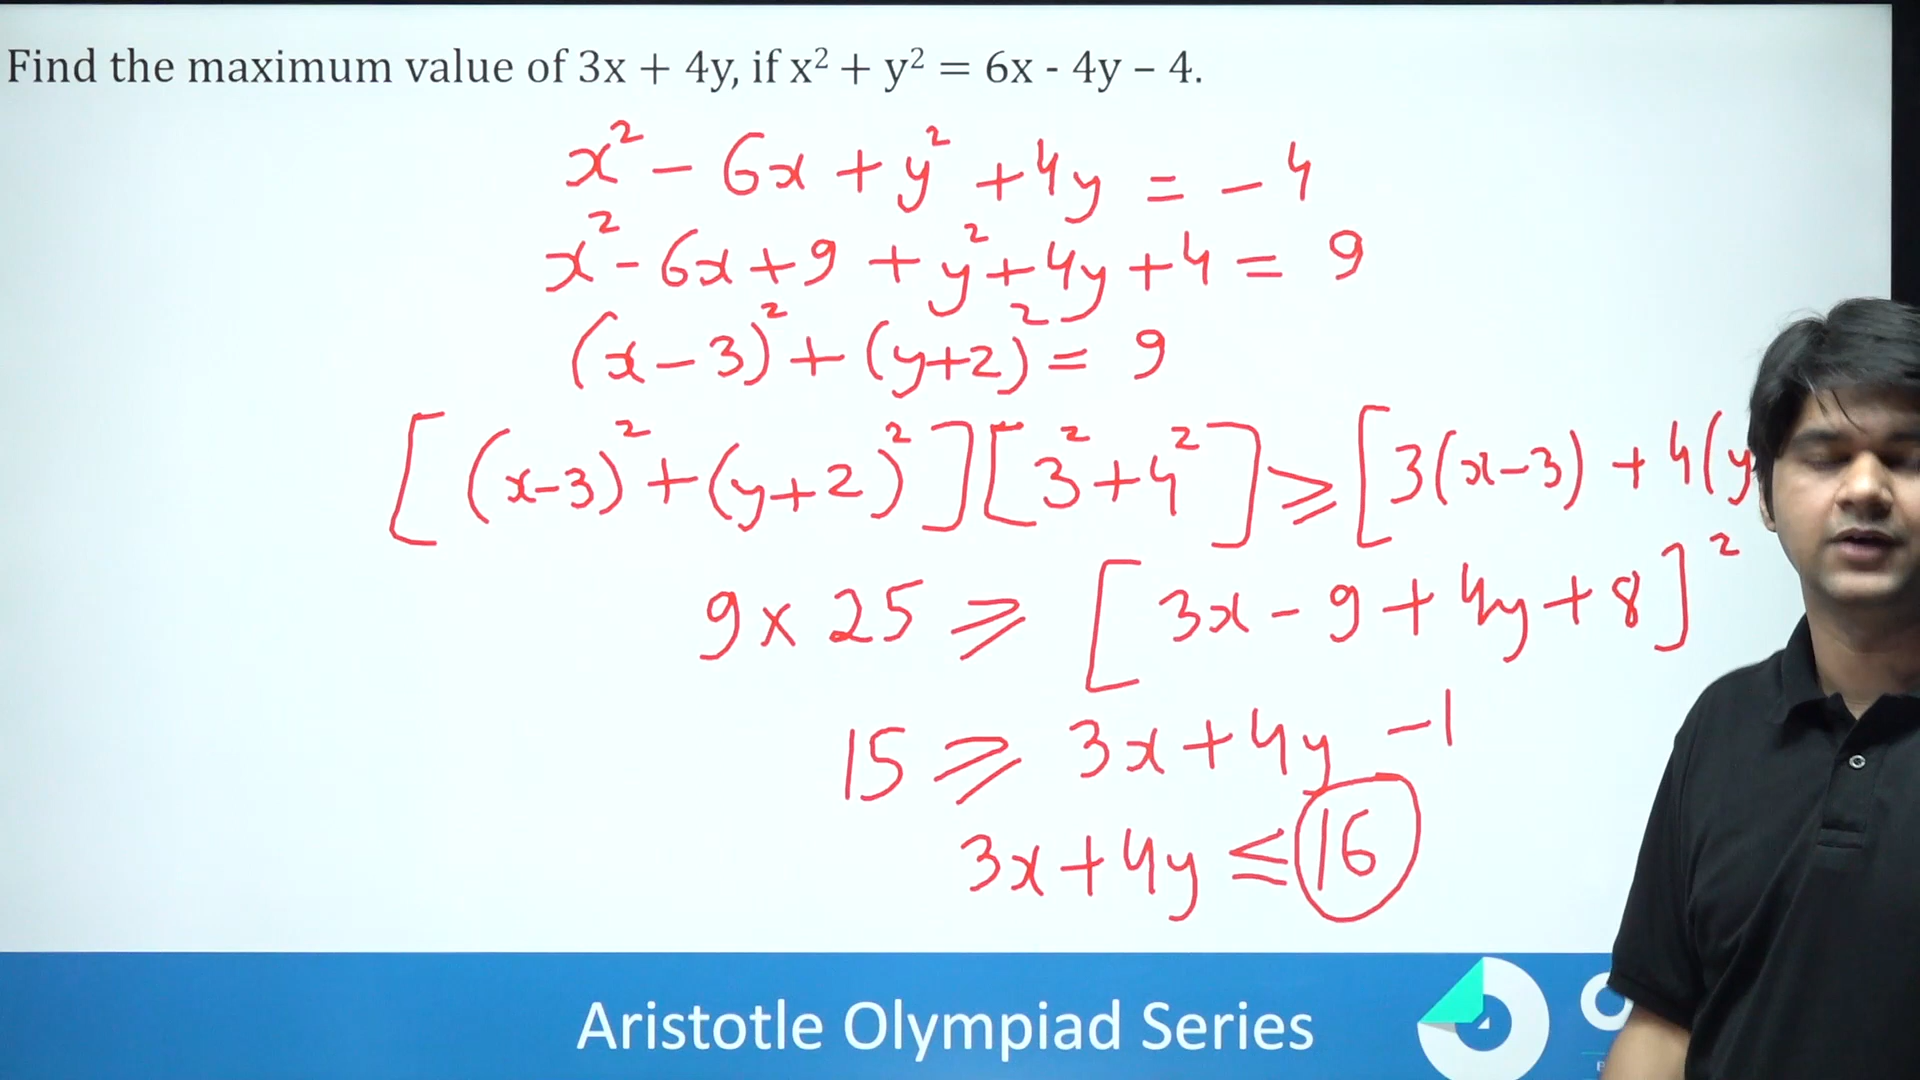 Find the maximum value of 3x + 4y, if x² + y² = 6x - 4y – 4.
x² - 6x + y² + 4y = - 4
x² - 6x + 9 + y² + 4y + 4 = 9
(x - 3)² + (y+2)² = 9
[(x-3)² + (y+2)²][3² + 4²] ≥ [3(x-3) + 4(y
9 x 25 ≥ [3x - 9 + 4y + 8]²
15 ≥ 3x + 4y - 1
3x + 4y ≤ 16
Aristotle Olympiad Series